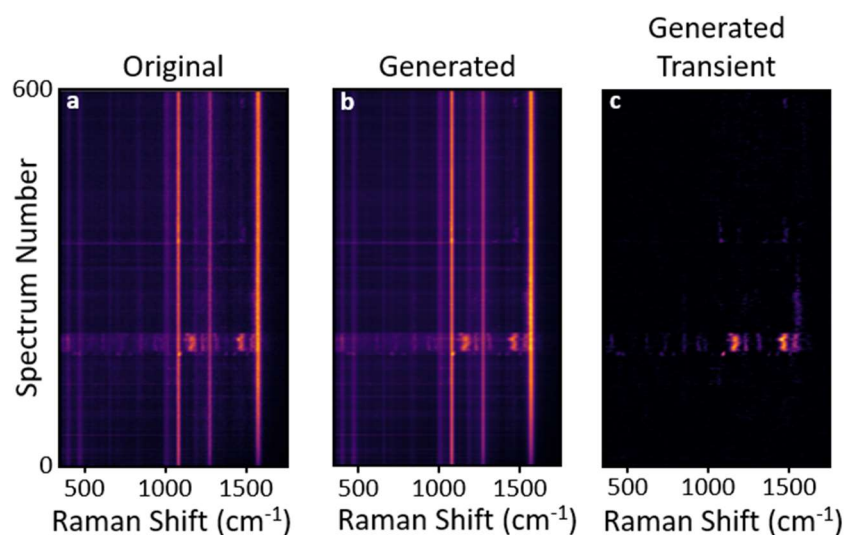 Original
Generated
Generated
Transient
a
b
c
600
0
Spectrum Number
500 1000 1500
500 1000 1500
500 1000 1500
Raman Shift (cm⁻¹)
Raman Shift (cm⁻¹)
Raman Shift (cm⁻¹)